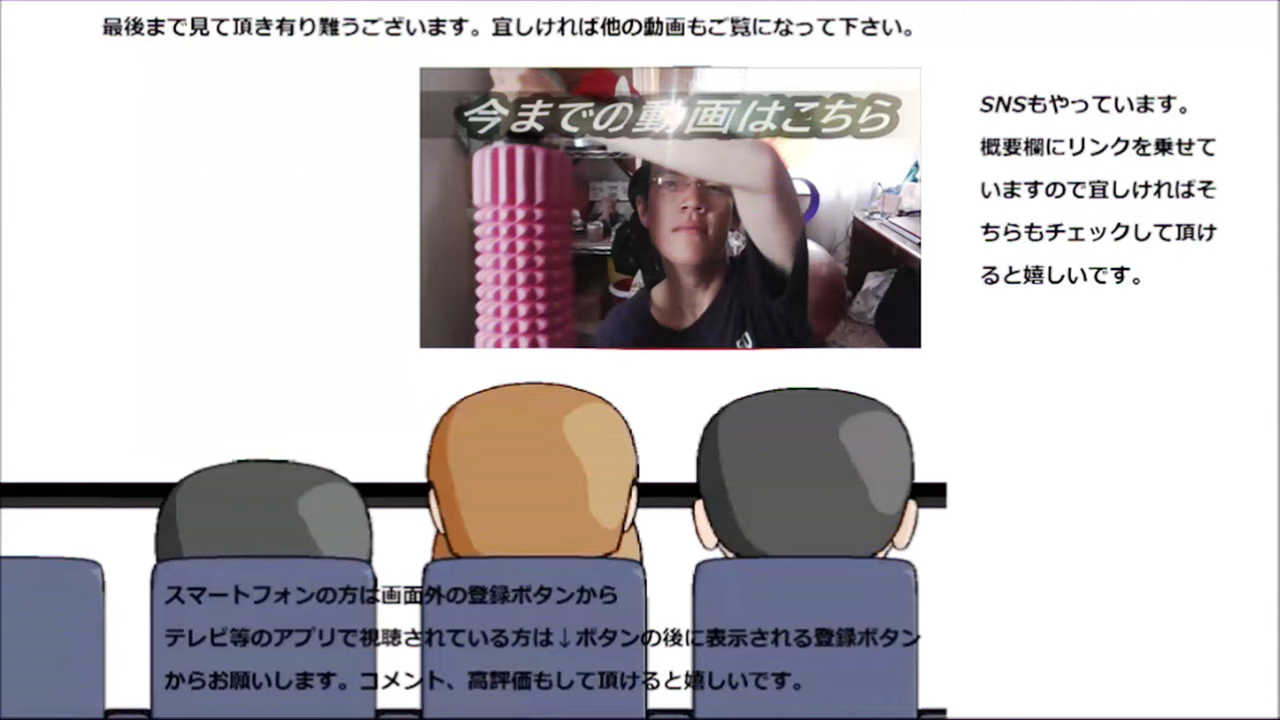 最後まで見て頂き有り難うございます。宜しければ他の動画もご覧になって下さい。
今までの動画はこちら
SNSもやっています。
概要欄にリンクを乗せて
いますので宜しければそ
ちらもチェックして頂け
ると嬉しいです。
スマートフォンの方は画面外の登録ボタンから
テレビ等のアプリで視聴されている方は↓ボタンの後に表示される登録ボタン
からお願いします。コメント、高評価もして頂けると嬉しいです。